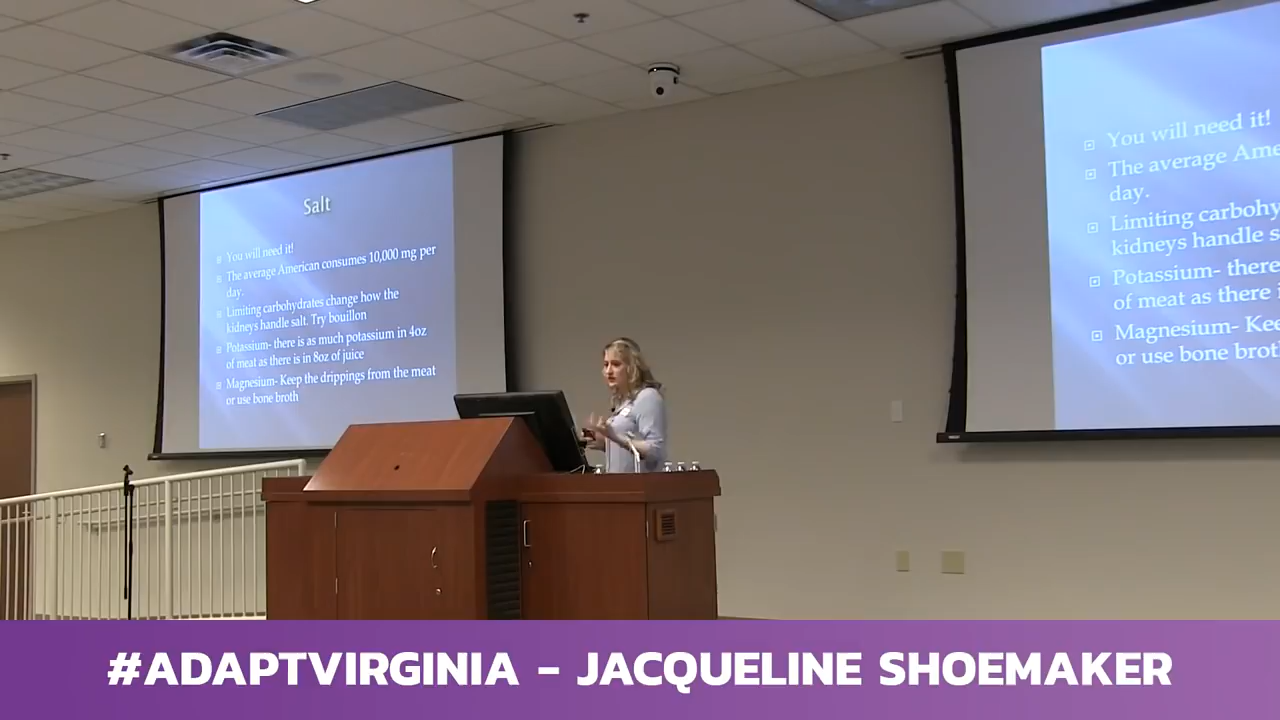 Salt
You will need it!
The average American consumes 10,000 mg per
day.
Limiting carbohydrates change how the
kidneys handle salt. Try bouillon
Potassium- there is as much potassium in 4oz
of meat as there is in 8oz of juice
Magnesium- Keep the drippings from the meat
or use bone broth
You will need it!
The average Ame
day.
Limiting carbohy
kidneys handle s
Potassium- there
of meat as there i
Magnesium- Kee
or use bone brot
#ADAPTVIRGINIA - JACQUELINE SHOEMAKER